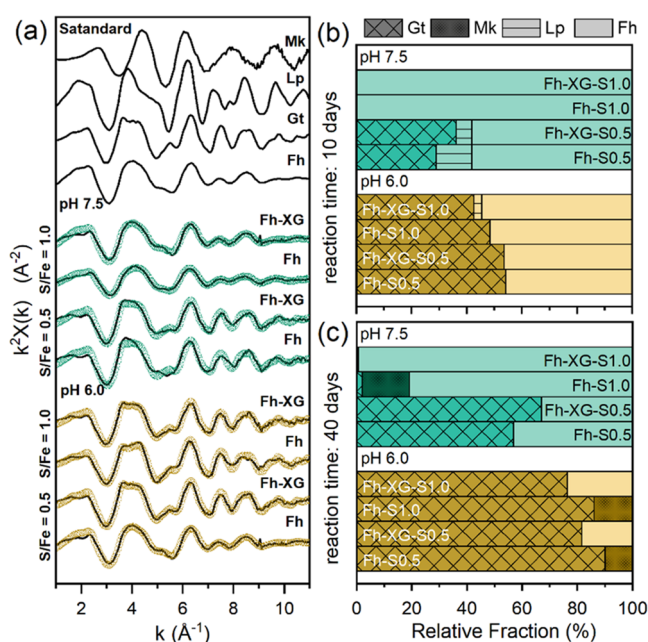 (a)
Satandard
Mk
Lp
Gt
Fh
pH 7.5
Fh-XG
Fh
Fh-XG
Fh
S/Fe = 1.0
S/Fe = 0.5
pH 6.0
Fh-XG
Fh
Fh-XG
Fh
S/Fe = 1.0
S/Fe = 0.5
k²X(k) (A⁻²)
2 4 6 8 10
k (Å⁻¹)
Gt Mk Lp Fh
(b)
pH 7.5
Fh-XG-S1.0
Fh-S1.0
Fh-XG-S0.5
Fh-S0.5
pH 6.0
Fh-XG-S1.0
Fh-S1.0
Fh-XG-S0.5
Fh-S0.5
reaction time: 10 days
(c)
pH 7.5
Fh-XG-S1.0
Fh-S1.0
Fh-XG-S0.5
Fh-S0.5
pH 6.0
Fh-XG-S1.0
Fh-S1.0
Fh-XG-S0.5
Fh-S0.5
reaction time: 40 days
0 20 40 60 80 100
Relative Fraction (%)